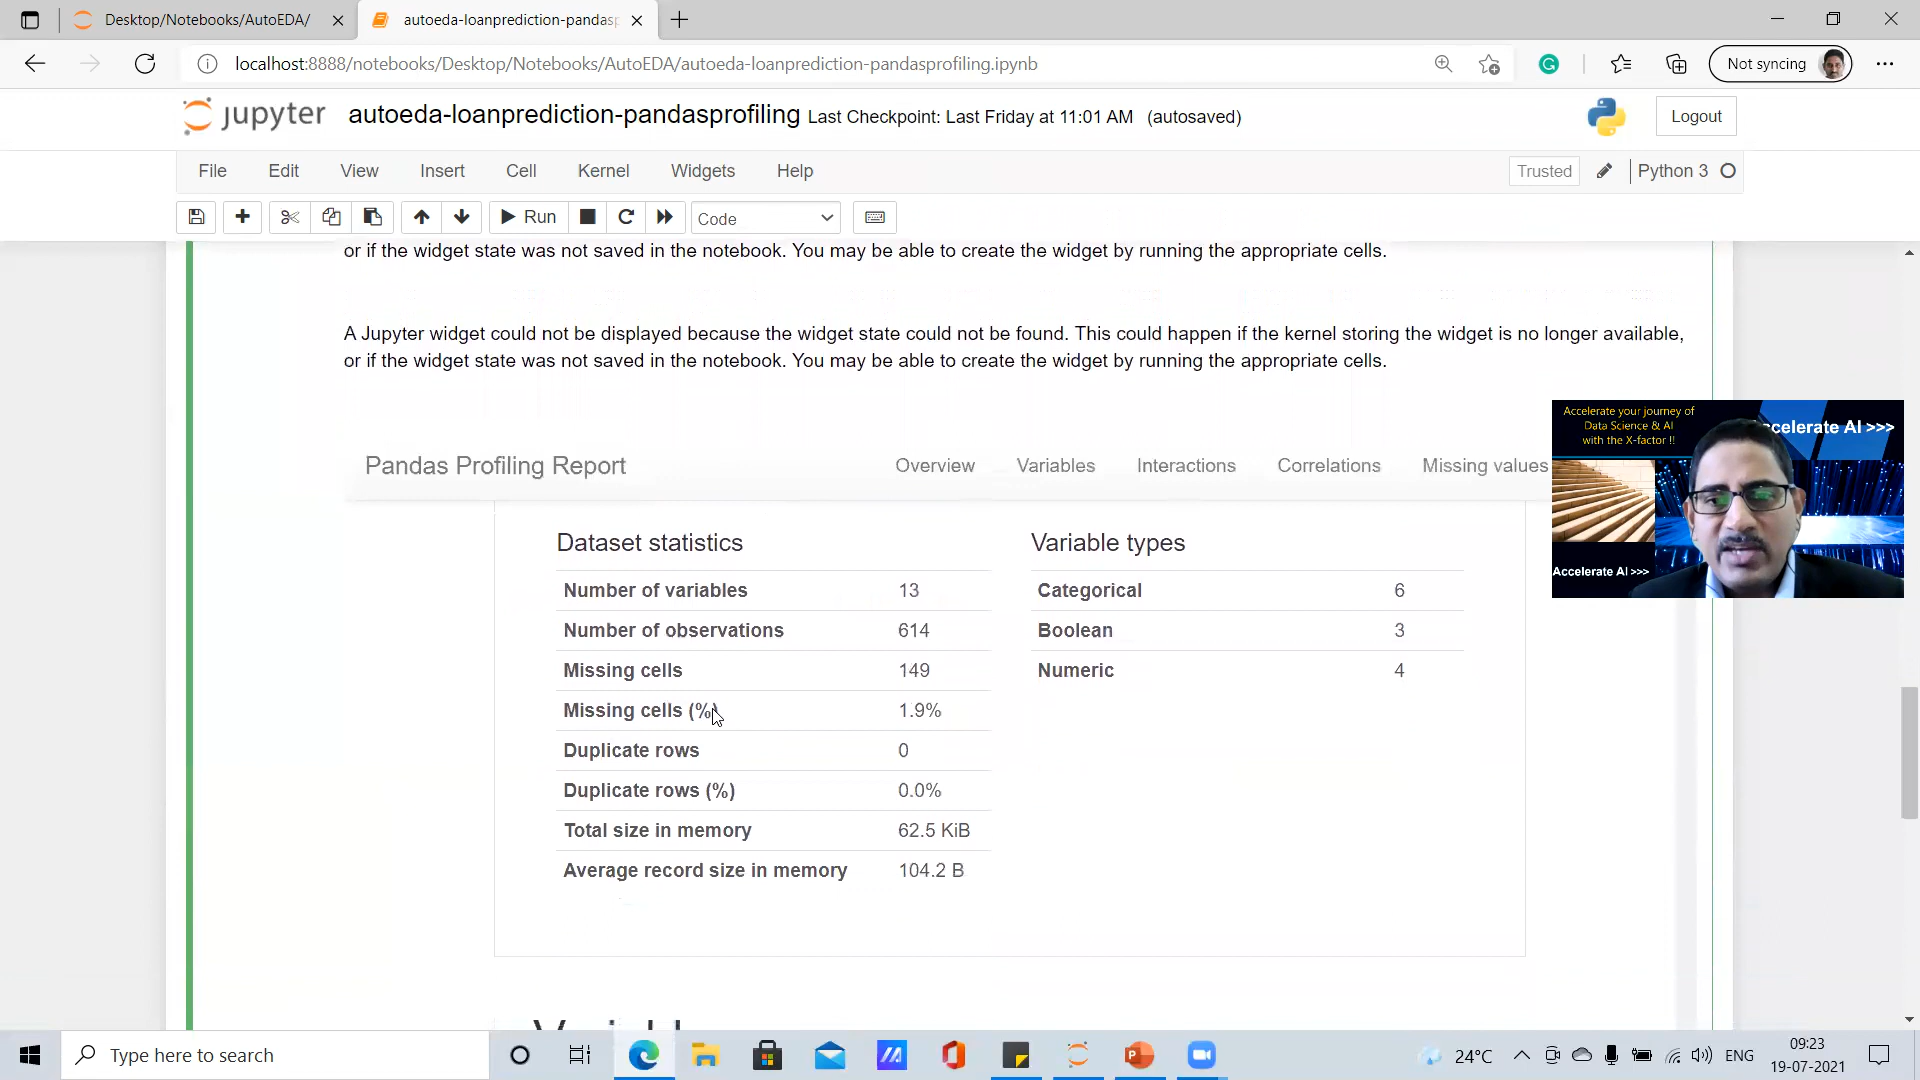 Desktop/Notebooks/AutoEDA/
autoeda-loanprediction-pandasp
localhost:8888/notebooks/Desktop/Notebooks/AutoEDA/autoeda-loanprediction-pandasprofiling.ipynb
Not syncing
jupyter
autoeda-loanprediction-pandasprofiling Last Checkpoint: Last Friday at 11:01 AM (autosaved)
Logout
File Edit View Insert Cell Kernel Widgets Help
Trusted
Python 3
Run
Code
or if the widget state was not saved in the notebook. You may be able to create the widget by running the appropriate cells.
A Jupyter widget could not be displayed because the widget state could not be found. This could happen if the kernel storing the widget is no longer available,
or if the widget state was not saved in the notebook. You may be able to create the widget by running the appropriate cells.
Pandas Profiling Report
Overview Variables Interactions Correlations Missing values
Accelerate your journey of
Data Science & AI
with the X-factor !!
celerate AI >>>
Accelerate AI >>>
Dataset statistics
Number of variables 13
Number of observations 614
Missing cells 149
Missing cells (%) 1.9%
Duplicate rows 0
Duplicate rows (%) 0.0%
Total size in memory 62.5 KiB
Average record size in memory 104.2 B
Variable types
Categorical 6
Boolean 3
Numeric 4
Type here to search
24°C
ENG
09:23
19-07-2021